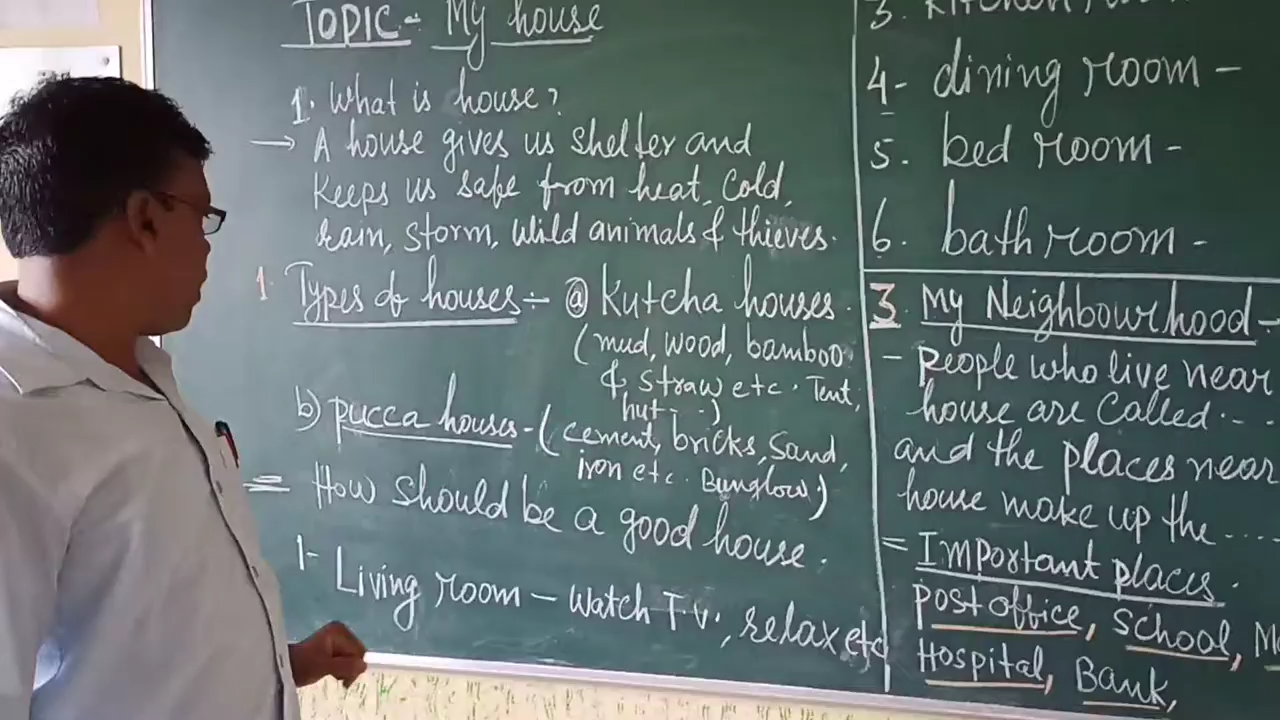 TOPIC - My house
1. What is house?
→ A house gives us shelter and
keeps us safe from heat, cold,
rain, storm, wild animals & thieves.
1. Types of houses ÷ ⓐ Kutcha houses.
(mud, wood, bamboo
& straw etc. Tent,
hut - ..)
b) pucca houses - (cement, bricks, sand,
iron etc. Bunglow)
= How should be a good house.
1- Living room - watch T.V., relax etc
3.
4- dining room -
5. bed room -
6. bath room -
3. My Neighbourhood -
- People who live near
house are called ....
and the places near
house make up the ....
= Important places.
post office, school,
Hospital, Bank,